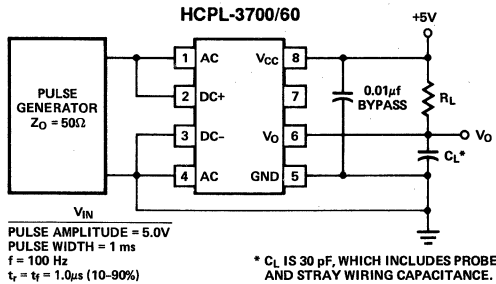 HCPL-3700/60
+5V
PULSE
GENERATOR
Z₀ = 50Ω
1 AC
2 DC+
3 DC–
4 AC
VCC 8
7
VO 6
GND 5
0.01µf
BYPASS
RL
VO
CL*
VIN
PULSE AMPLITUDE = 5.0V
PULSE WIDTH = 1 ms
f = 100 Hz
tr = tf = 1.0µs (10–90%)
* CL IS 30 pF, WHICH INCLUDES PROBE
AND STRAY WIRING CAPACITANCE.